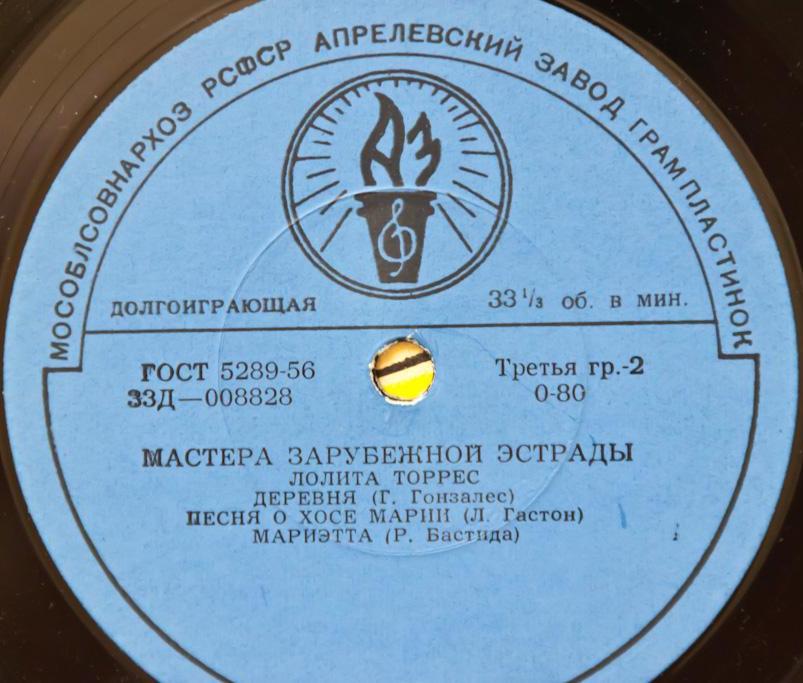 МОСОБЛСОВНАРХОЗ РСФСР АПРЕЛЕВСКИЙ ЗАВОД ГРАМПЛАСТИНОК
АЗ
ДОЛГОИГРАЮЩАЯ 33 1/3 об. в мин.
ГОСТ 5289-56 Третья гр.-2
33Д—008828 0-80
МАСТЕРА ЗАРУБЕЖНОЙ ЭСТРАДЫ
ЛОЛИТА ТОРРЕС
ДЕРЕВНЯ (Г. Гонзалес)
ПЕСНЯ О ХОСЕ МАРИИ (Л. Гастон)
МАРИЭТТА (Р. Бастида)